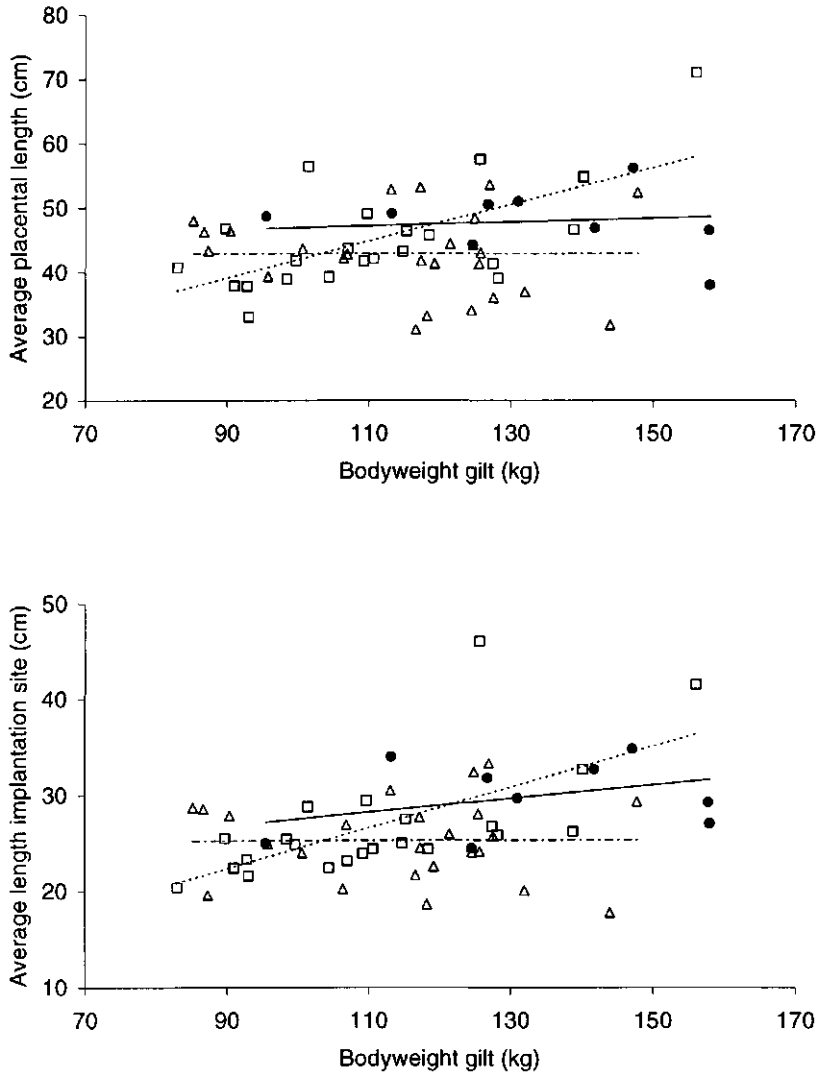 80
70
60
50
40
30
20
Average placental length (cm)
70 90 110 130 150 170
Bodyweight gilt (kg)
50
40
30
20
10
Average length implantation site (cm)
70 90 110 130 150 170
Bodyweight gilt (kg)